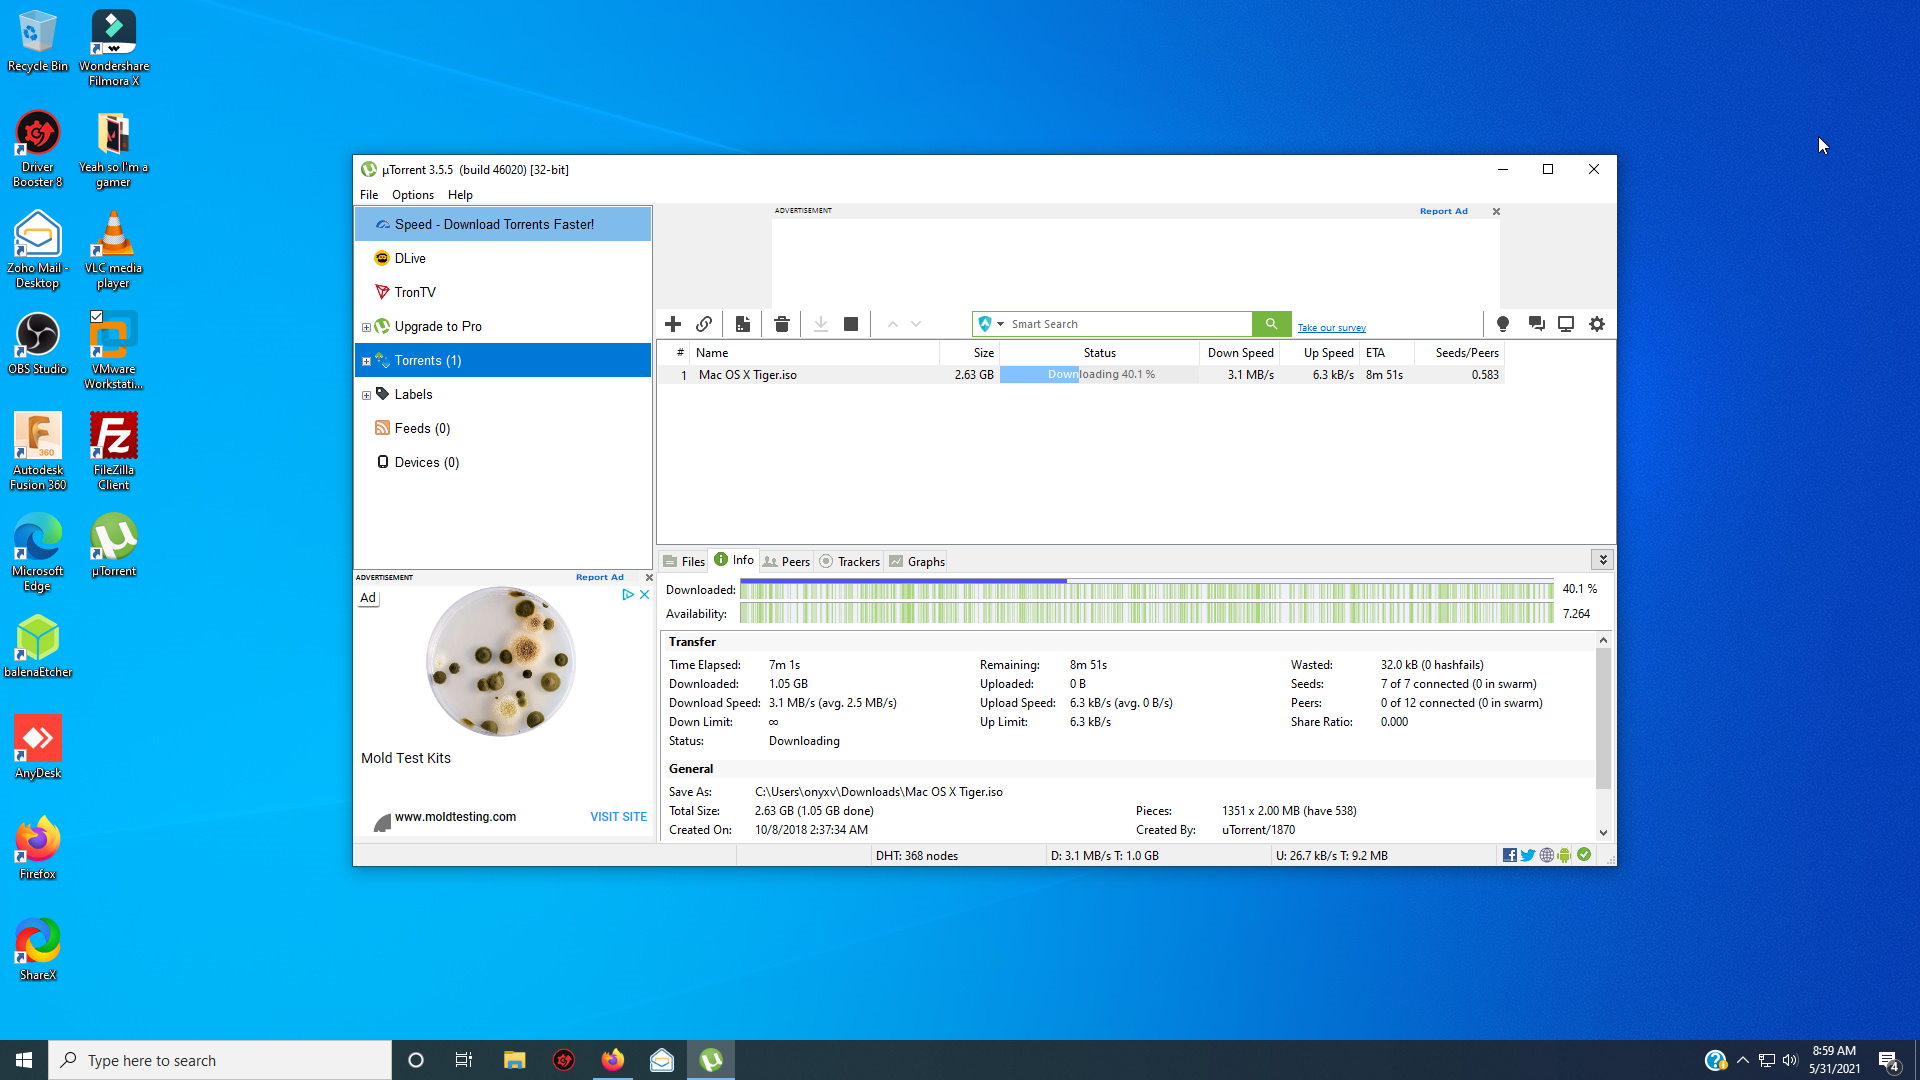 Recycle Bin
Wondershare
Filmora X
Driver
Booster 8
Yeah so I'm a
gamer
Zoho Mail -
Desktop
VLC media
player
OBS Studio
VMware
Workstati...
Autodesk
Fusion 360
FileZilla
Client
Microsoft
Edge
µTorrent
balenaEtcher
AnyDesk
Firefox
ShareX
µTorrent 3.5.5 (build 46020) [32-bit]
File Options Help
Speed - Download Torrents Faster!
DLive
TronTV
Upgrade to Pro
Torrents (1)
Labels
Feeds (0)
Devices (0)
ADVERTISEMENT Report Ad
Smart Search
Take our survey
# Name Size Status Down Speed Up Speed ETA Seeds/Peers
1 Mac OS X Tiger.iso 2.63 GB Downloading 40.1 % 3.1 MB/s 6.3 kB/s 8m 51s 0.583
ADVERTISEMENT Report Ad
Ad
Mold Test Kits
www.moldtesting.com VISIT SITE
Files Info Peers Trackers Graphs
Downloaded: 40.1 %
Availability: 7.264
Transfer
Time Elapsed: 7m 1s Remaining: 8m 51s Wasted: 32.0 kB (0 hashfails)
Downloaded: 1.05 GB Uploaded: 0 B Seeds: 7 of 7 connected (0 in swarm)
Download Speed: 3.1 MB/s (avg. 2.5 MB/s) Upload Speed: 6.3 kB/s (avg. 0 B/s) Peers: 0 of 12 connected (0 in swarm)
Down Limit: ∞ Up Limit: 6.3 kB/s Share Ratio: 0.000
Status: Downloading
General
Save As: C:\Users\onyxv\Downloads\Mac OS X Tiger.iso
Total Size: 2.63 GB (1.05 GB done) Pieces: 1351 x 2.00 MB (have 538)
Created On: 10/8/2018 2:37:34 AM Created By: uTorrent/1870
DHT: 368 nodes D: 3.1 MB/s T: 1.0 GB U: 26.7 kB/s T: 9.2 MB
Type here to search
8:59 AM
5/31/2021
4